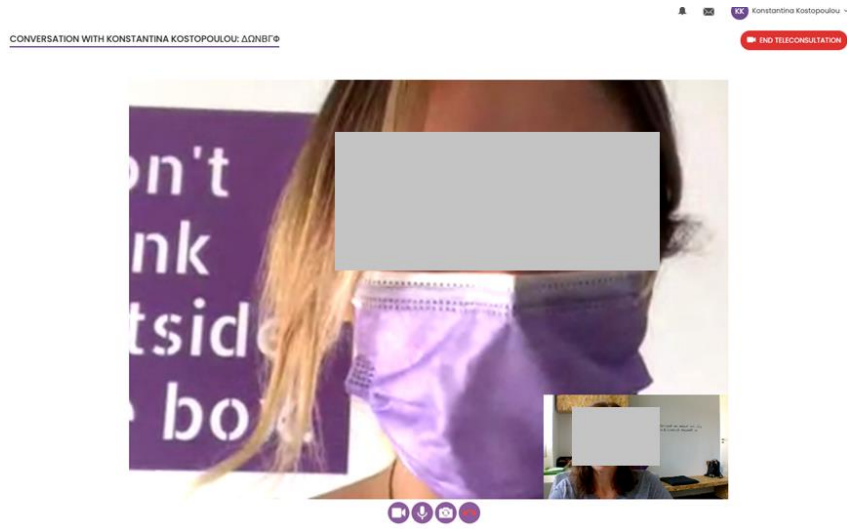 KK Konstantina Kostopoulou
CONVERSATION WITH KONSTANTINA KOSTOPOULOU: ΔΩΝΒΓΦ
END TELECONSULTATION
n't
nk
tside
bo